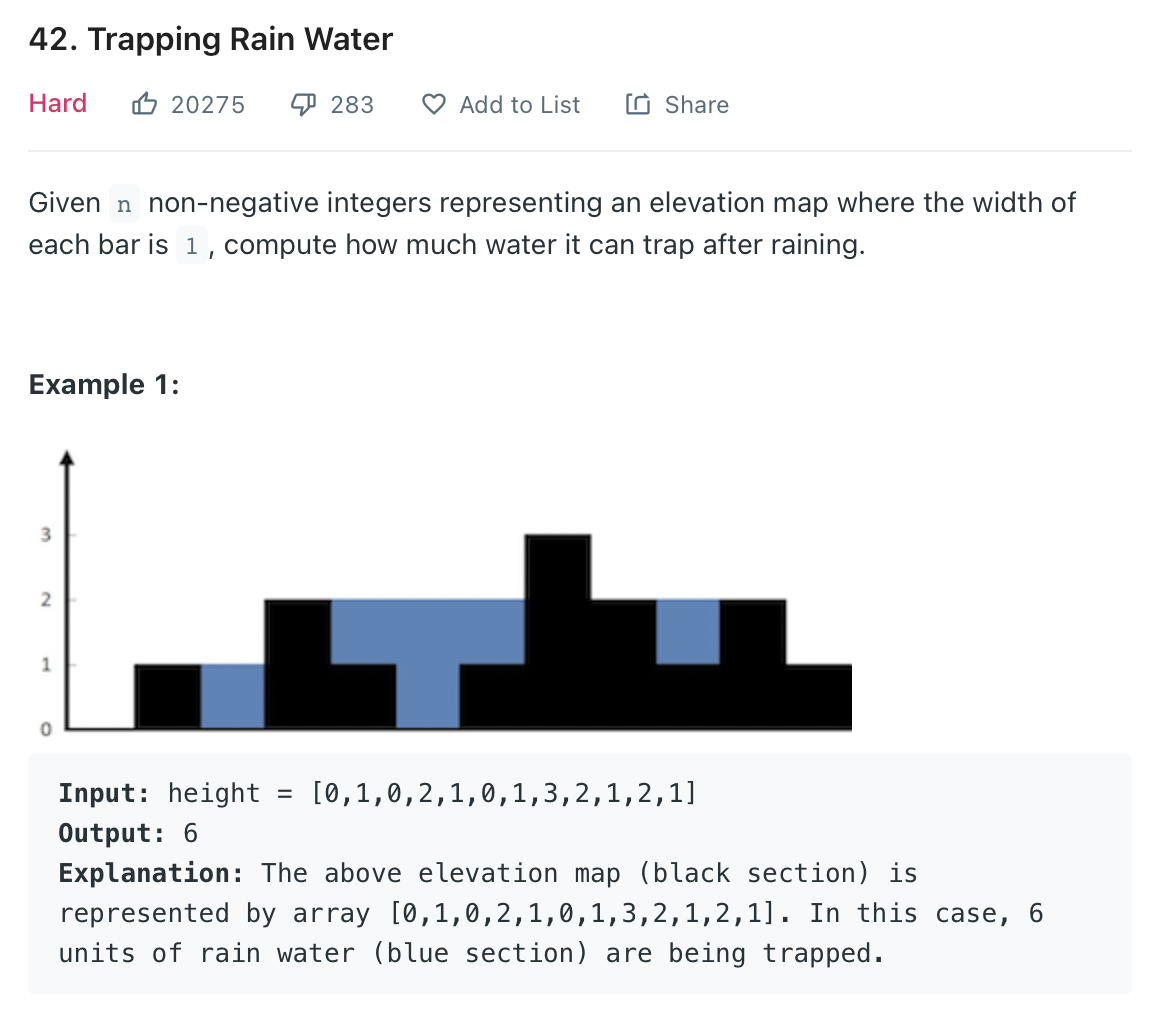 42. Trapping Rain Water
Hard 20275 283 Add to List Share
Given n non-negative integers representing an elevation map where the width of
each bar is 1, compute how much water it can trap after raining.
Example 1:
3
2
1
0
Input: height = [0,1,0,2,1,0,1,3,2,1,2,1]
Output: 6
Explanation: The above elevation map (black section) is
represented by array [0,1,0,2,1,0,1,3,2,1,2,1]. In this case, 6
units of rain water (blue section) are being trapped.